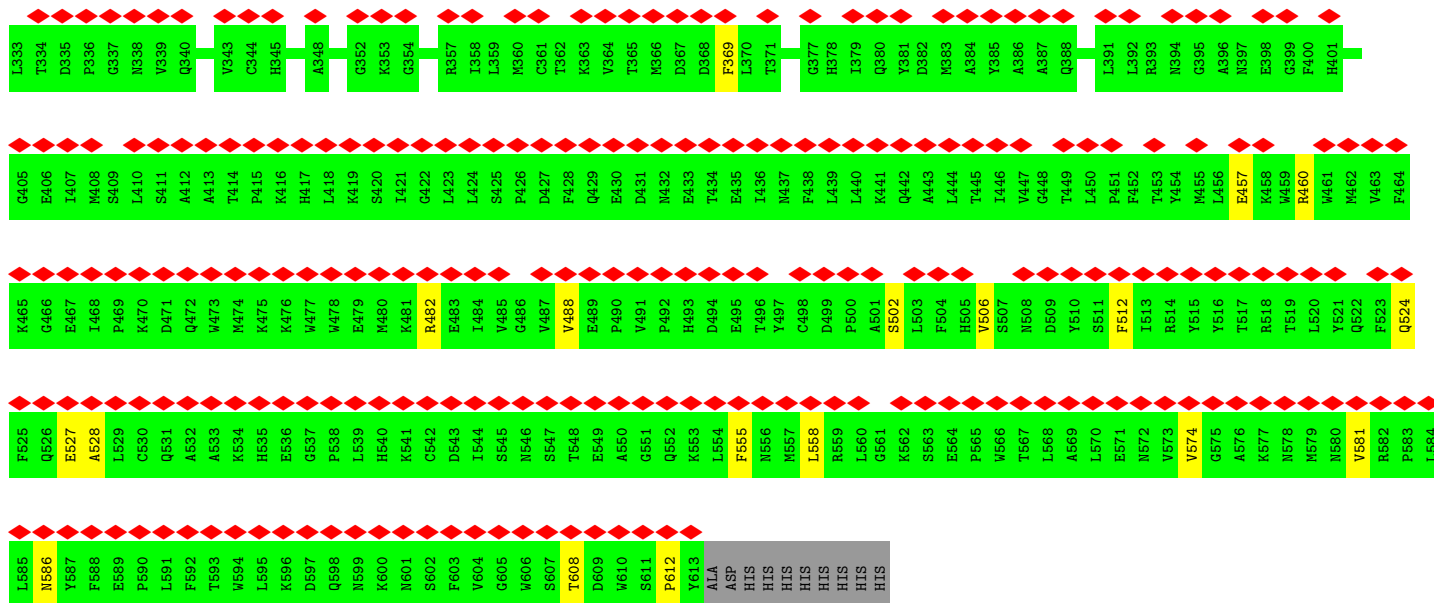 L333 T334 D335 P336 G337 N338 V339 Q340 V343 C344 H345 A348 G352 K353 G354 R357 I358 L359 M360 C361 T362 K363 V364 T365 M366 D367 D368 F369 L370 T371 G377 H378 I379 Q380 Y381 D382 M383 A384 Y385 A386 A387 Q388 L391 L392 R393 N394 G395 A396 N397 E398 G399 F400 H401
G405 E406 I407 M408 S409 L410 S411 A412 A413 T414 P415 K416 H417 L418 K419 S420 I421 G422 L423 L424 S425 P426 D427 F428 Q429 E430 D431 N432 E433 T434 E435 I436 N437 F438 L439 L440 K441 Q442 A443 L444 T445 I446 V447 G448 T449 L450 P451 F452 T453 Y454 M455 L456 E457 K458 W459 R460 W461 M462 V463 F464
K465 G466 E467 I468 P469 K470 D471 Q472 W473 M474 K475 K476 W477 W478 E479 M480 K481 R482 E483 I484 V485 G486 V487 V488 E489 P490 V491 P492 H493 D494 E495 T496 Y497 C498 D499 P500 A501 S502 L503 F504 H505 V506 S507 N508 D509 Y510 S511 F512 I513 R514 Y515 Y516 T517 R518 T519 L520 Y521 Q522 F523 Q524
F525 Q526 E527 A528 L529 C530 Q531 A532 A533 K534 H535 E536 G537 P538 L539 H540 K541 C542 D543 I544 S545 N546 S547 T548 E549 A550 G551 Q552 K553 L554 F555 N556 M557 L558 R559 L560 G561 K562 S563 E564 P565 W566 T567 L568 A569 L570 E571 N572 V573 V574 G575 A576 K577 N578 M579 N580 V581 R582 P583 L584
L585 N586 Y587 F588 E589 P590 L591 F592 T593 W594 L595 K596 D597 Q598 N599 K600 N601 S602 F603 V604 G605 W606 S607 T608 D609 W610 S611 P612 Y613 ALA ASP HIS HIS HIS HIS HIS HIS HIS HIS